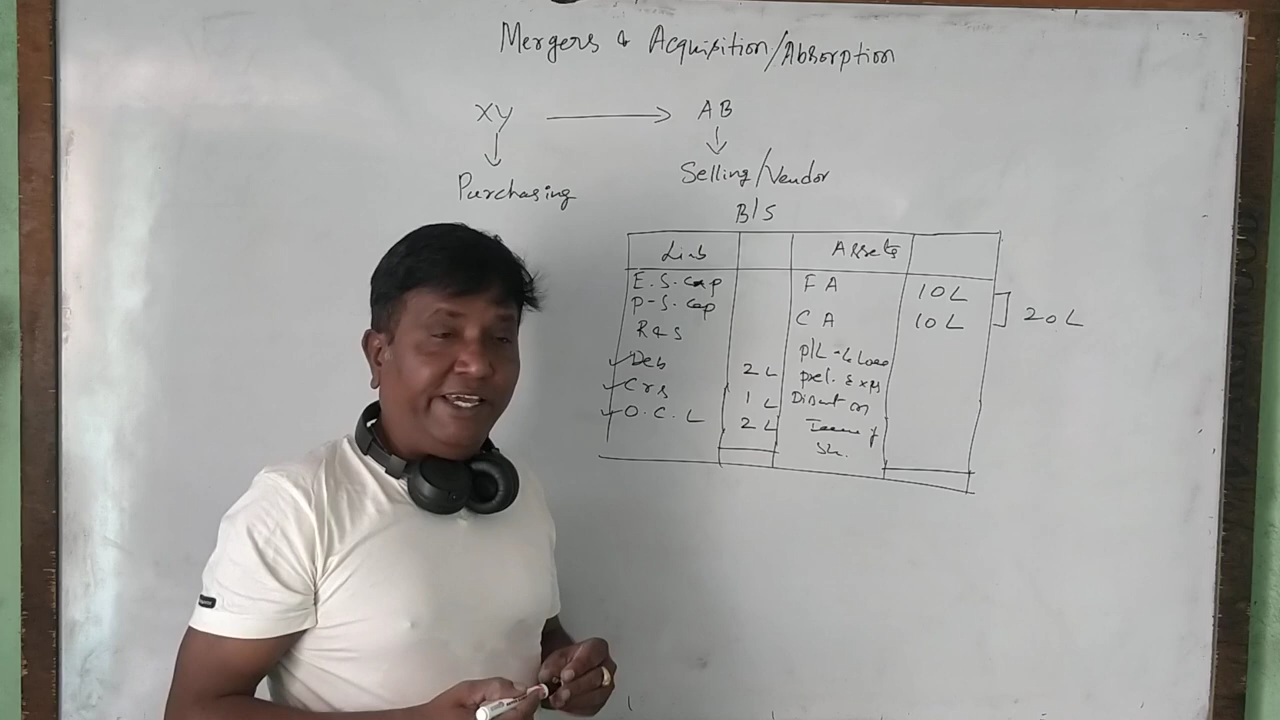 Mergers & Acquisition/Absorption
XY → AB
Purchasing Selling/Vendor
B/S
Liab Assets
E.S. cap F A 10 L
P-S. cap
C A 10 L ] 20 L
R & S
P/L - Loss
✓ Deb 2 L
prel. Exps
✓ Crs 1 L
Discount on
✓ O.C.L 2 L
Issue of
Sh.